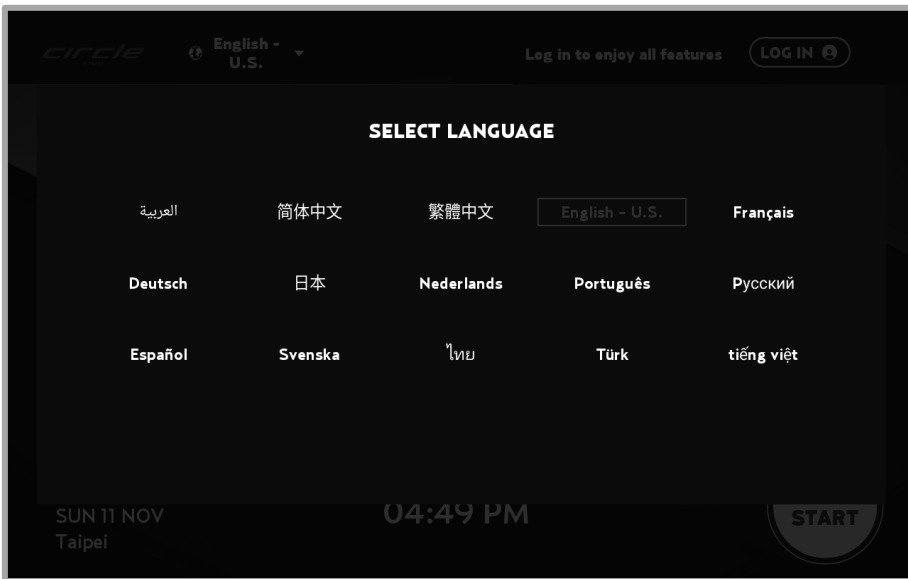 circle
English -
U.S.
Log in to enjoy all features
LOG IN
SELECT LANGUAGE
العربية
简体中文
繁體中文
English - U.S.
Français
Deutsch
日本
Nederlands
Português
Русский
Español
Svenska
ไทย
Türk
tiếng việt
SUN 11 NOV
Taipei
04:49 PM
START